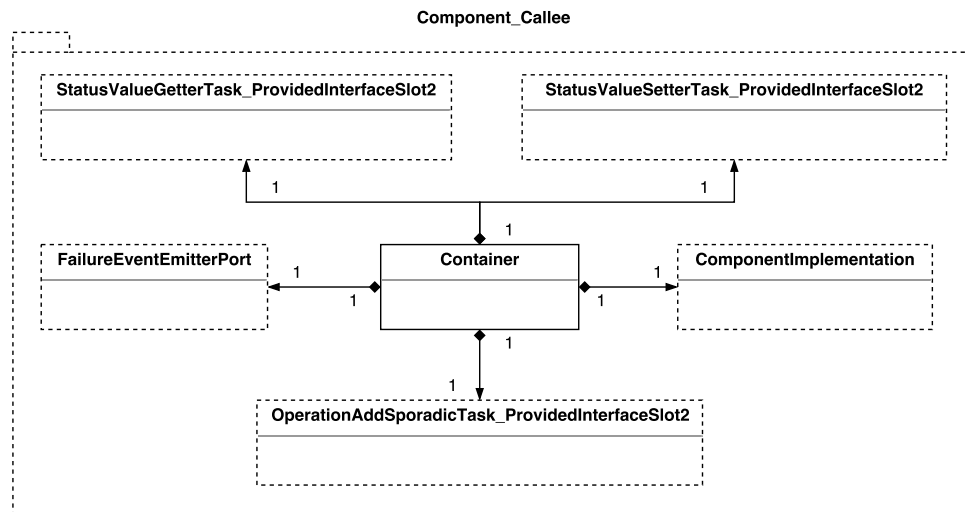 Component_Callee
StatusValueGetterTask_ProvidedInterfaceSlot2
StatusValueSetterTask_ProvidedInterfaceSlot2
1
1
1
FailureEventEmitterPort
Container
ComponentImplementation
1
1
1
1
1
1
OperationAddSporadicTask_ProvidedInterfaceSlot2